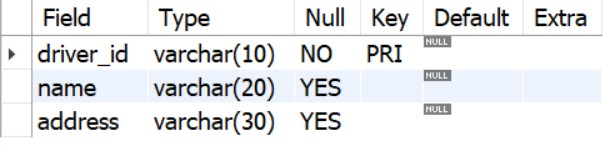 Field Type Null Key Default Extra
driver_id varchar(10) NO PRI NULL
name varchar(20) YES NULL
address varchar(30) YES NULL